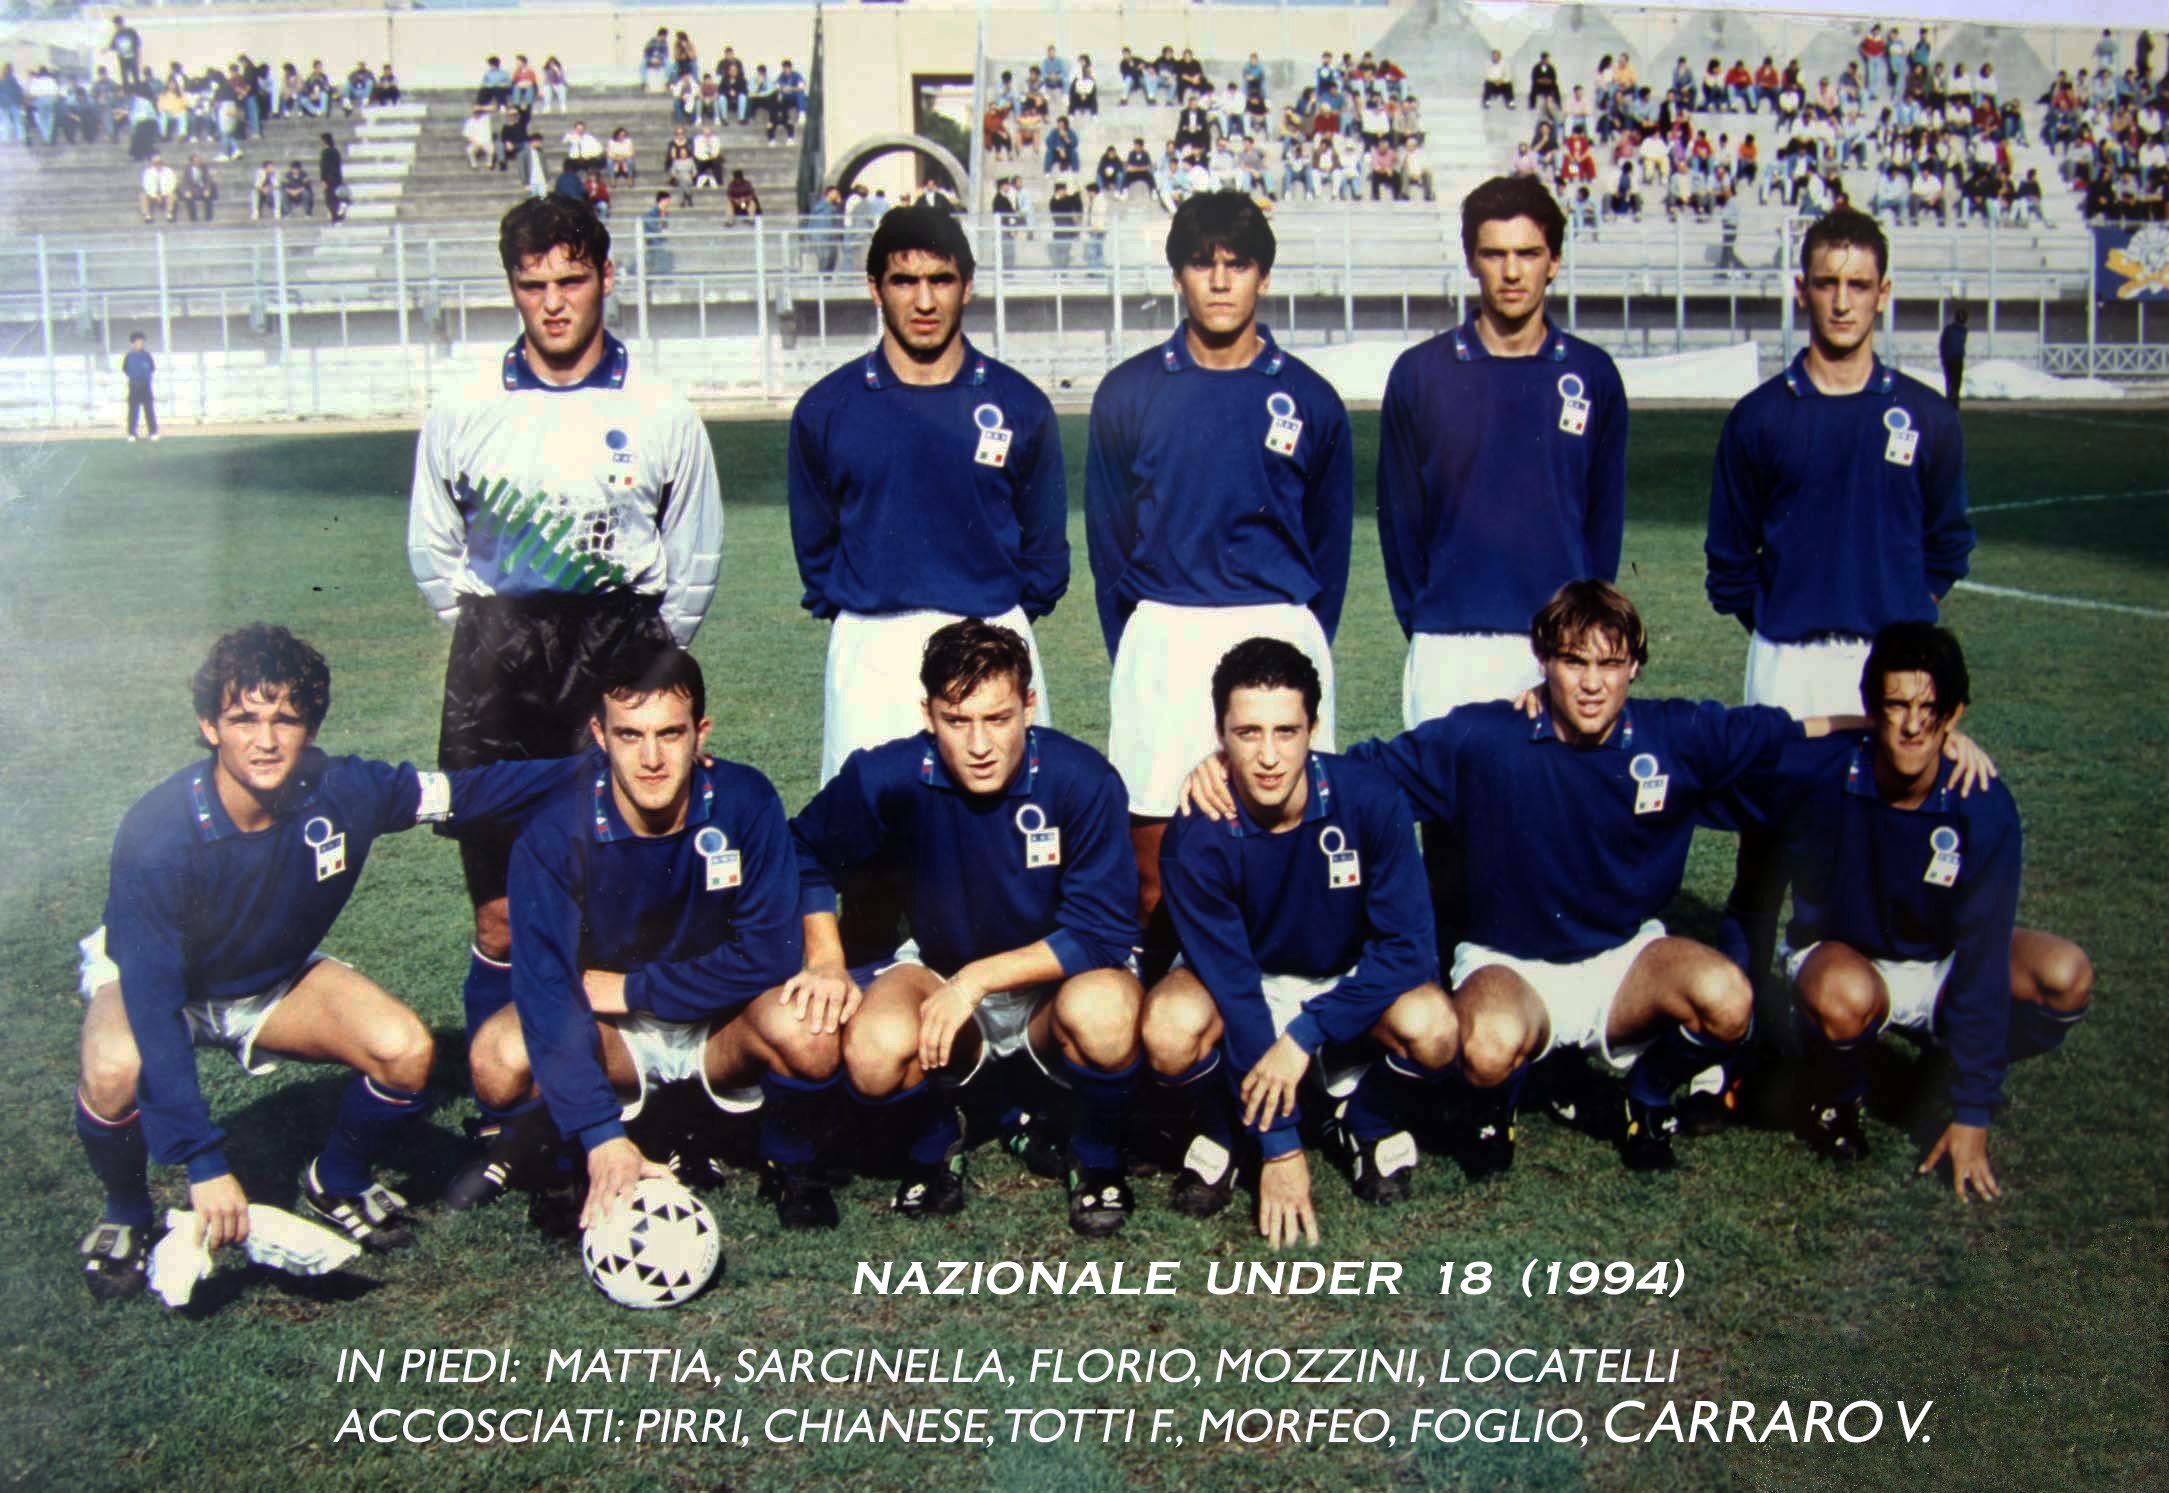 NAZIONALE UNDER 18 (1994)
IN PIEDI: MATTIA, SARCINELLA, FLORIO, MOZZINI, LOCATELLI
ACCOSCIATI: PIRRI, CHIANESE, TOTTI F., MORFEO, FOGLIO, CARRARO V.